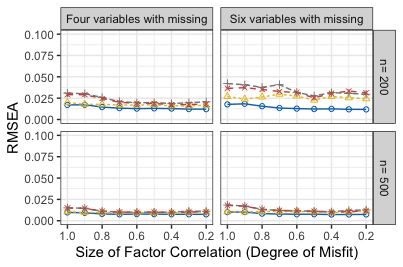 Four variables with missing
Six variables with missing
RMSEA
0.100
0.075
0.050
0.025
0.000
n= 200
0.100
0.075
0.050
0.025
0.000
n= 500
1.0 0.8 0.6 0.4 0.2
1.0 0.8 0.6 0.4 0.2
Size of Factor Correlation (Degree of Misfit)